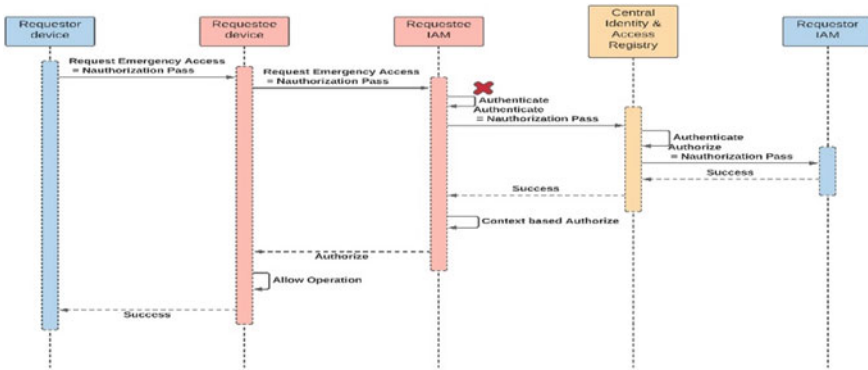 Requestor
device
Requestee
device
Requestee
IAM
Central
Identity &
Access
Registry
Requestor
IAM
Request Emergency Access
= Nauthorization Pass
Request Emergency Access
= Nauthorization Pass
Authenticate
Authenticate
= Nauthorization Pass
Authenticate
Authorize
= Nauthorization Pass
Success
Success
Context based Authorize
Authorize
Allow Operation
Success